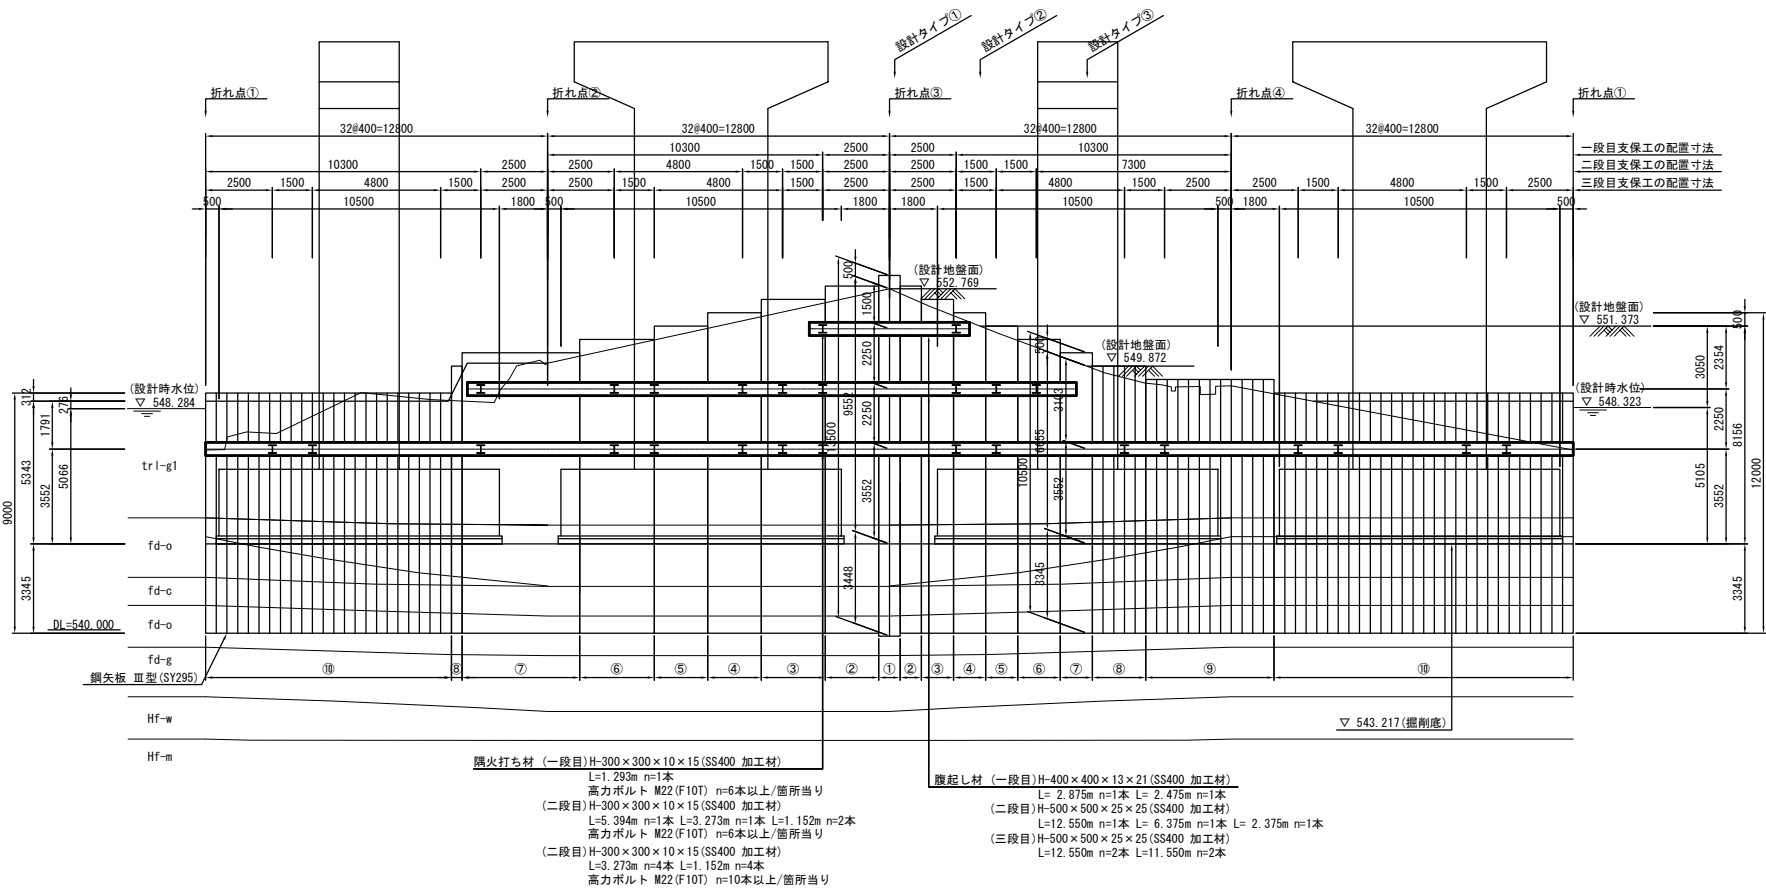 設計タイプ① 設計タイプ② 設計タイプ③
折れ点① 折れ点② 折れ点③ 折れ点④ 折れ点①
32@400=12800 32@400=12800 32@400=12800 32@400=12800
10300 2500 2500 10300 一段目支保工の配置寸法
10300 2500 2500 4800 1500 1500 2500 2500 1500 1500 7300 二段目支保工の配置寸法
2500 1500 4800 1500 2500 2500 1500 4800 1500 2500 2500 1500 4800 1500 2500 2500 1500 4800 1500 2500 三段目支保工の配置寸法
500 10500 1800 500 10500 1800 1800 10500 500 1800 10500 500
(設計地盤面)
▽ 552.769
(設計地盤面)
▽ 551.373
(設計地盤面)
▽ 549.872
(設計時水位)
▽ 548.284
(設計時水位)
▽ 548.323
312
276
1791
5343
3552
5066
9000
3345
500
1500
2250
9552
2250
13500
3552
3448
500
3103
6655
10500
3552
3345
500
3050
2354
2250
8156
5105
3552
12000
3345
trl-g1
fd-o
fd-c
fd-o
DL=540.000
fd-g
鋼矢板 Ⅲ型(SY295)
Hf-w
Hf-m
⑩ ⑧ ⑦ ⑥ ⑤ ④ ③ ② ① ② ③ ④ ⑤ ⑥ ⑦ ⑧ ⑨ ⑩
▽ 543.217(掘削底)
隅火打ち材 (一段目)H-300×300×10×15(SS400 加工材)
L=1.293m n=1本
高力ボルト M22(F10T) n=6本以上/箇所当り
(二段目)H-300×300×10×15(SS400 加工材)
L=5.394m n=1本 L=3.273m n=1本 L=1.152m n=2本
高力ボルト M22(F10T) n=6本以上/箇所当り
(二段目)H-300×300×10×15(SS400 加工材)
L=3.273m n=4本 L=1.152m n=4本
高力ボルト M22(F10T) n=10本以上/箇所当り
腹起し材 (一段目)H-400×400×13×21(SS400 加工材)
L= 2.875m n=1本 L= 2.475m n=1本
(二段目)H-500×500×25×25(SS400 加工材)
L=12.550m n=1本 L= 6.375m n=1本 L= 2.375m n=1本
(三段目)H-500×500×25×25(SS400 加工材)
L=12.550m n=2本 L=11.550m n=2本